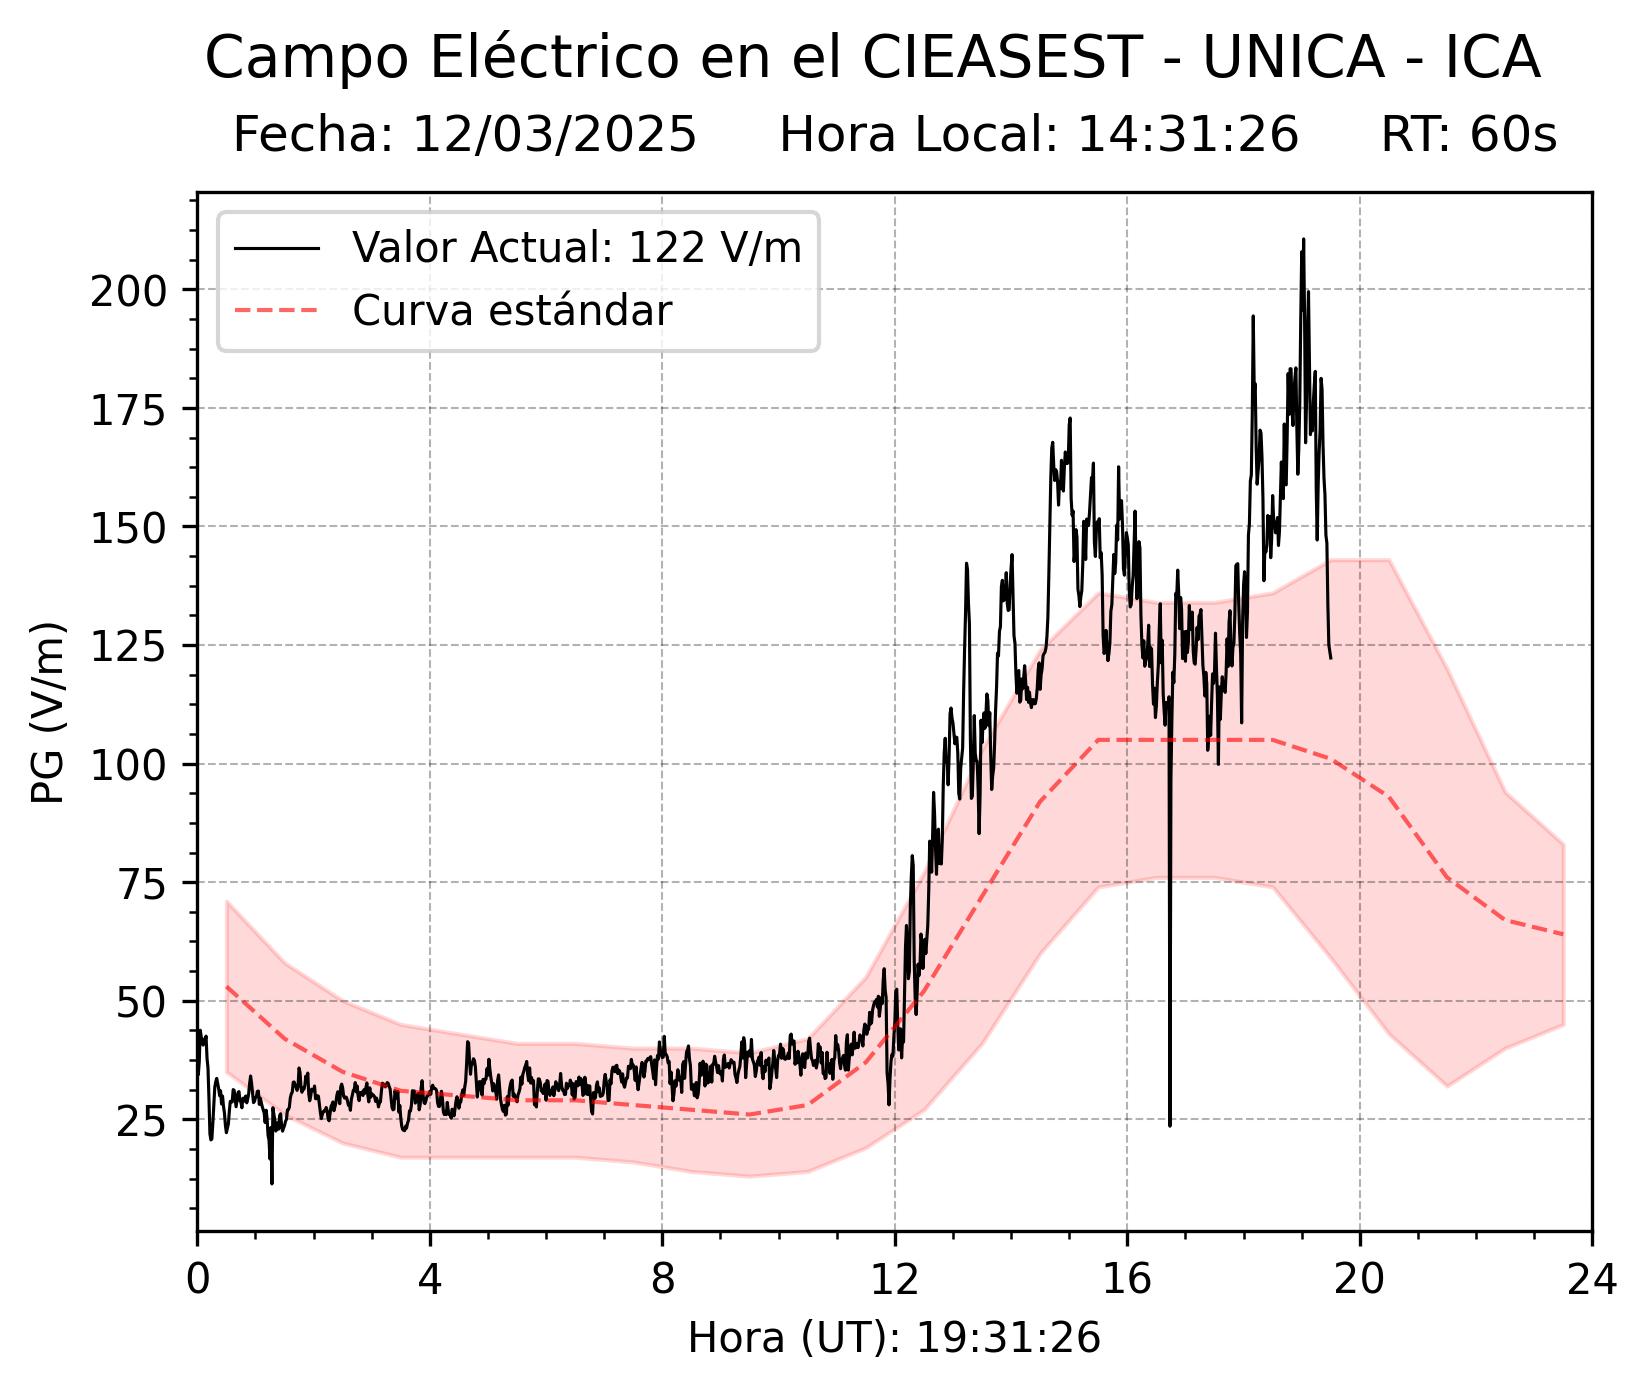 Campo Eléctrico en el CIEASEST - UNICA - ICA
Fecha: 12/03/2025 Hora Local: 14:31:26 RT: 60s
Valor Actual: 122 V/m
Curva estándar
200
175
150
125
100
75
50
25
PG (V/m)
0 4 8 12 16 20 24
Hora (UT): 19:31:26